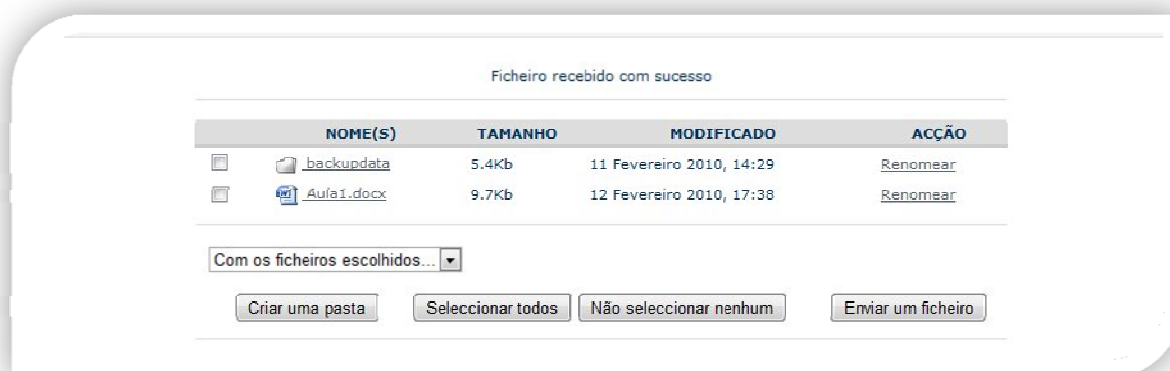 Ficheiro recebido com sucesso
NOME(S) TAMANHO MODIFICADO ACÇÃO
backupdata 5.4Kb 11 Fevereiro 2010, 14:29 Renomear
Aula1.docx 9.7Kb 12 Fevereiro 2010, 17:38 Renomear
Com os ficheiros escolhidos...
Criar uma pasta Seleccionar todos Não seleccionar nenhum Enviar um ficheiro